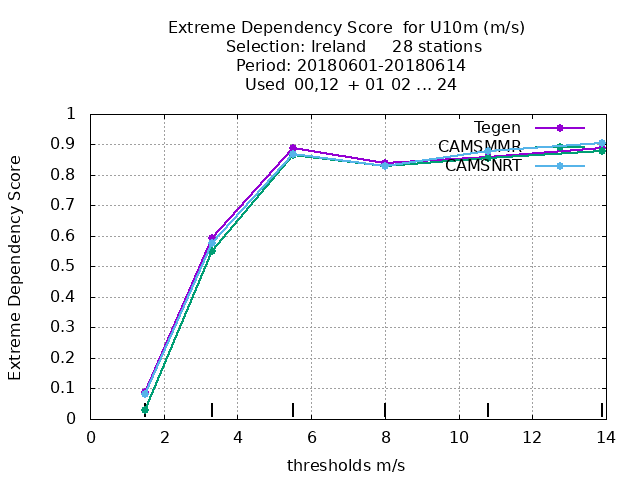 Extreme Dependency Score  for U10m (m/s)
Selection: Ireland     28 stations
Period: 20180601-20180614
Used  00,12  + 01 02 ... 24
Extreme Dependency Score
1
0.9
0.8
0.7
0.6
0.5
0.4
0.3
0.2
0.1
0
Tegen
CAMSMMR
CAMSNRT
0 2 4 6 8 10 12 14
thresholds m/s